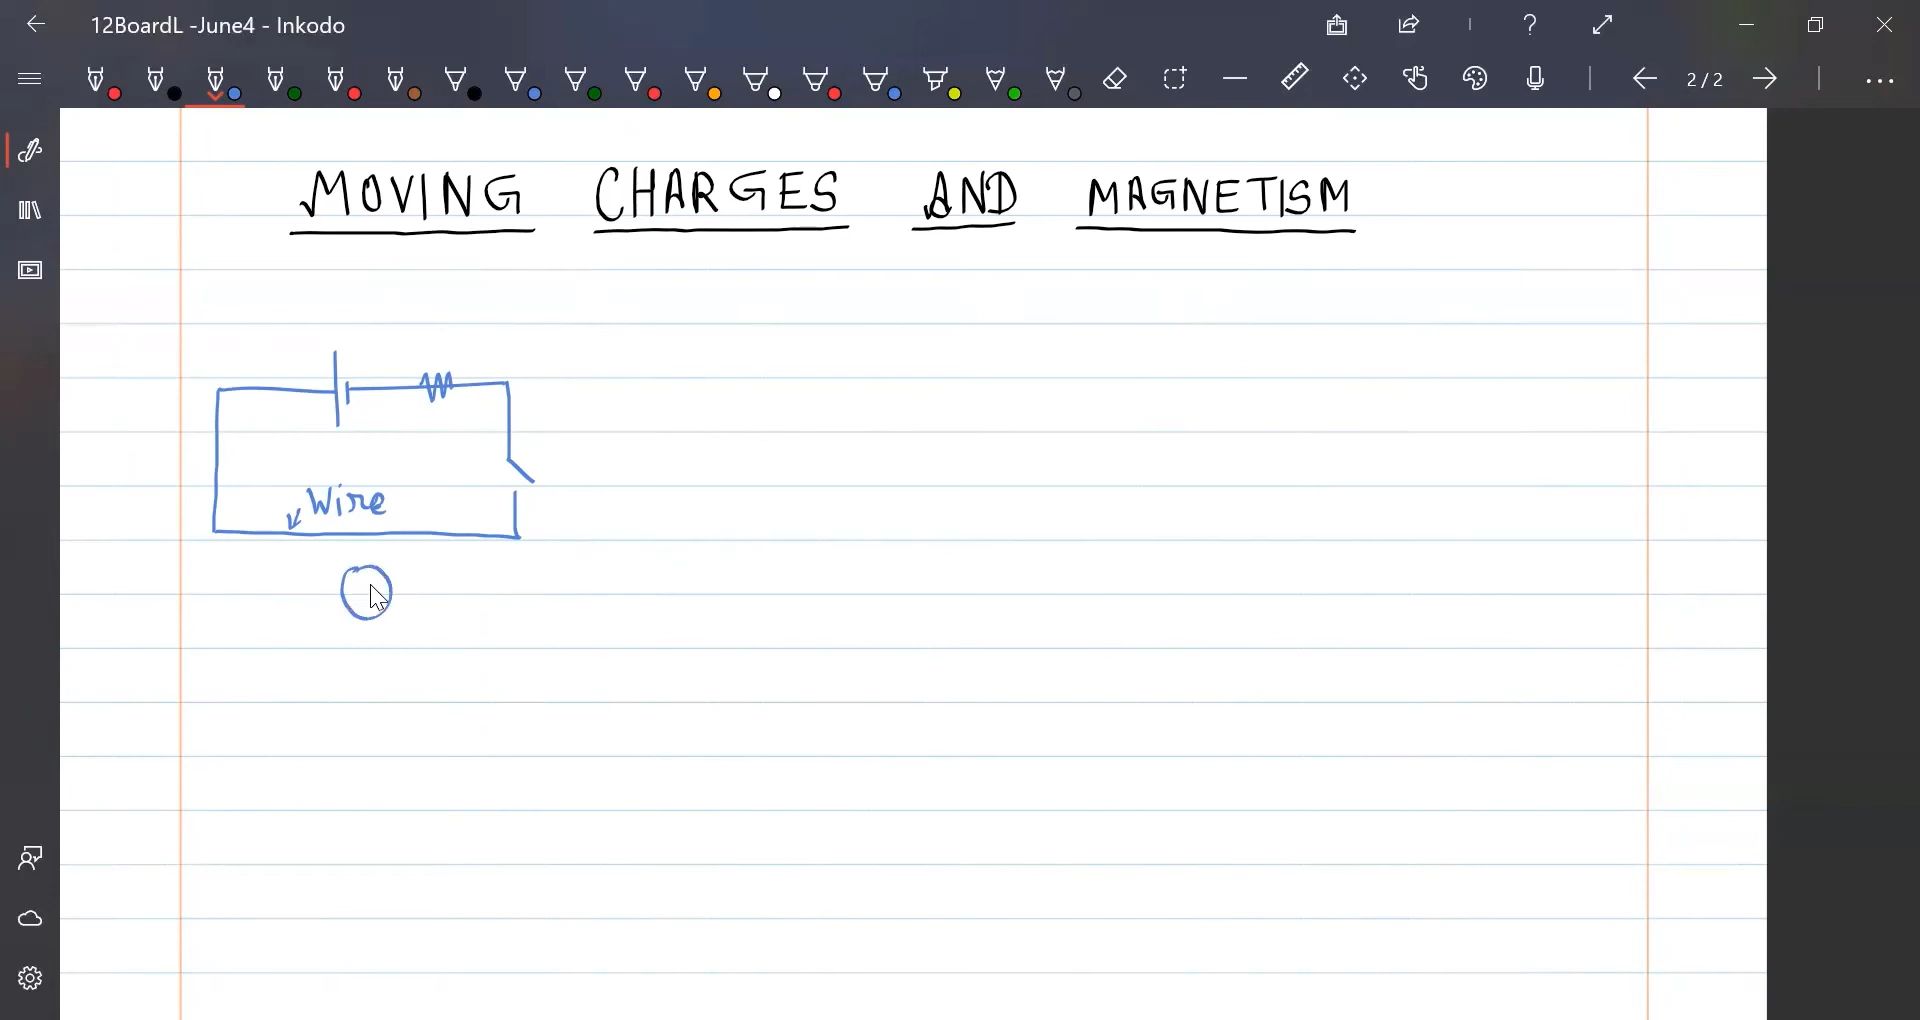 12BoardL -June4 - Inkodo
2 / 2
MOVING CHARGES AND MAGNETISM
Wire